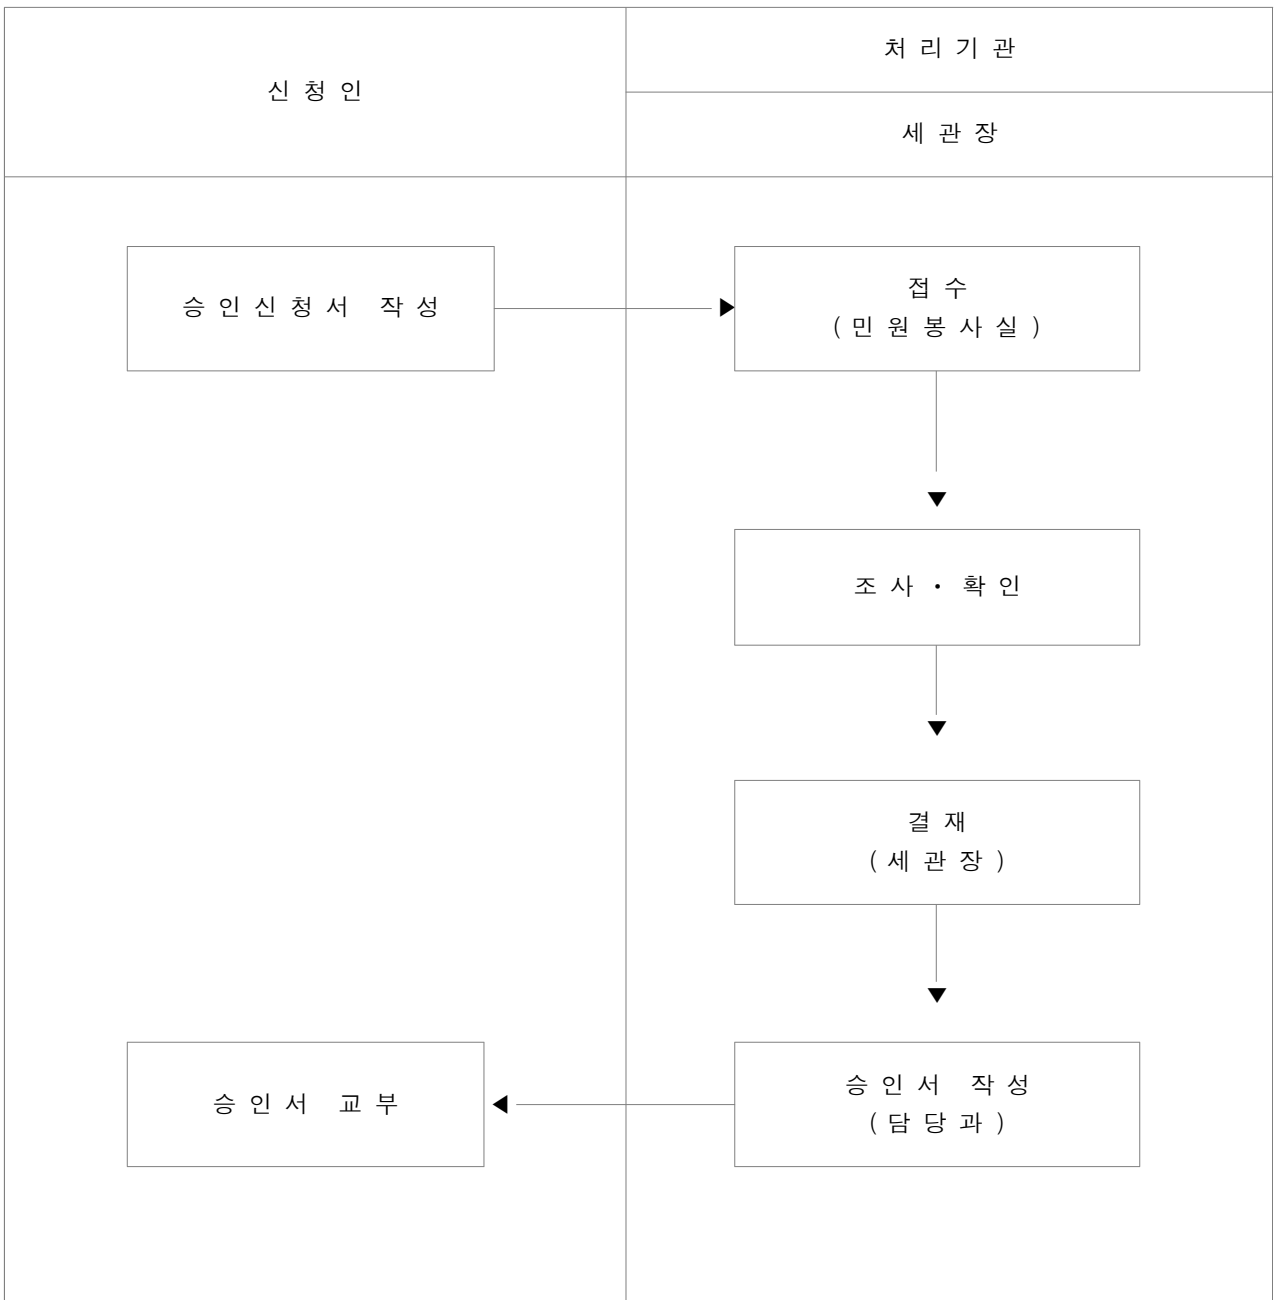 신청인
처리기관
세관장
승인신청서 작성
접수
(민원봉사실)
조사·확인
결재
(세관장)
승인서 작성
(담당과)
승인서 교부